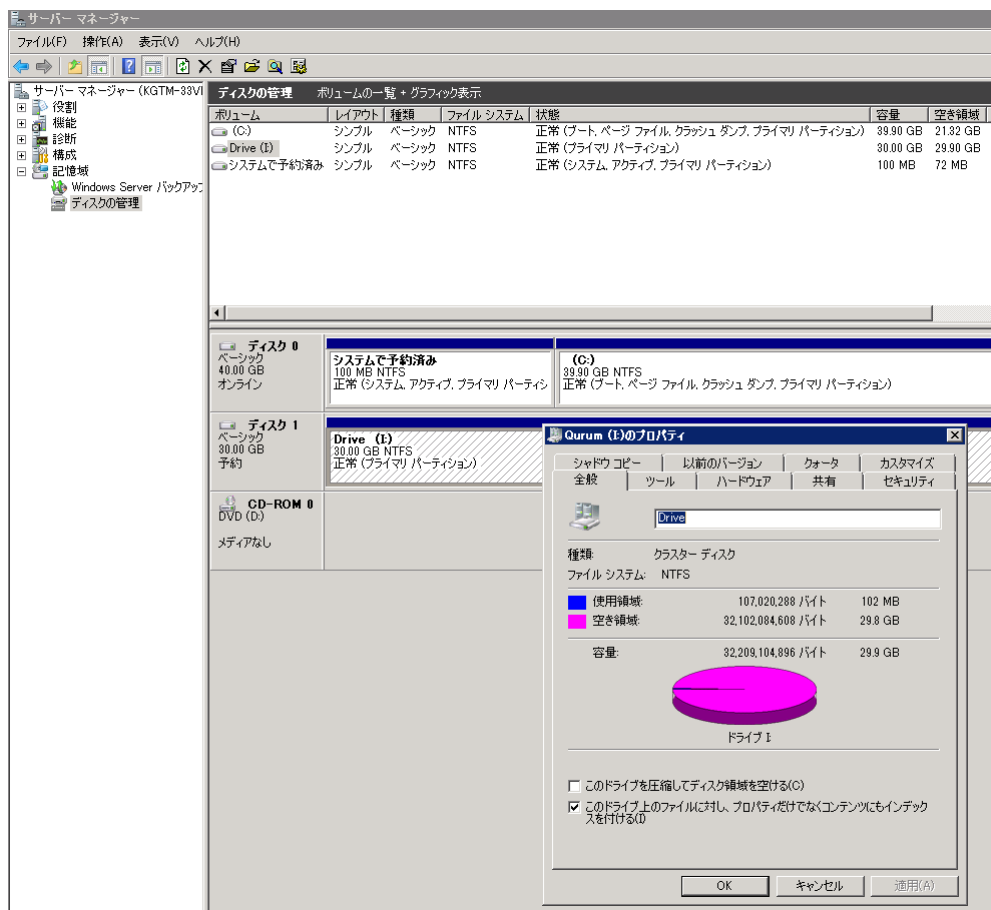 サーバー マネージャー
ファイル(F) 操作(A) 表示(V) ヘルプ(H)
サーバー マネージャー (KGTM-33VI
役割
機能
診断
構成
記憶域
Windows Server バックアップ
ディスクの管理
ディスクの管理 ボリュームの一覧 + グラフィック表示
ボリューム レイアウト 種類 ファイル システム 状態 容量 空き領域
(C:) シンプル ベーシック NTFS 正常 (ブート, ページ ファイル, クラッシュ ダンプ, プライマリ パーティション) 39.90 GB 21.32 GB
Drive (I:) シンプル ベーシック NTFS 正常 (プライマリ パーティション) 30.00 GB 29.90 GB
システムで予約済み シンプル ベーシック NTFS 正常 (システム, アクティブ, プライマリ パーティション) 100 MB 72 MB
ディスク 0
ベーシック
40.00 GB
オンライン
システムで予約済み
100 MB NTFS
正常 (システム, アクティブ, プライマリ パーティシ
(C:)
39.90 GB NTFS
正常 (ブート, ページ ファイル, クラッシュ ダンプ, プライマリ パーティション)
ディスク 1
ベーシック
30.00 GB
予約
Drive (I:)
30.00 GB NTFS
正常 (プライマリ パーティション)
CD-ROM 0
DVD (D:)
メディアなし
Qurum (I:)のプロパティ
シャドウ コピー 以前のバージョン クォータ カスタマイズ
全般 ツール ハードウェア 共有 セキュリティ
Drive
種類: クラスター ディスク
ファイル システム: NTFS
使用領域: 107,020,288 バイト 102 MB
空き領域: 32,102,084,608 バイト 29.8 GB
容量: 32,209,104,896 バイト 29.9 GB
ドライブ I:
このドライブを圧縮してディスク領域を空ける(C)
このドライブ上のファイルに対し、プロパティだけでなくコンテンツにもインデック
スを付ける(I)
OK キャンセル 適用(A)